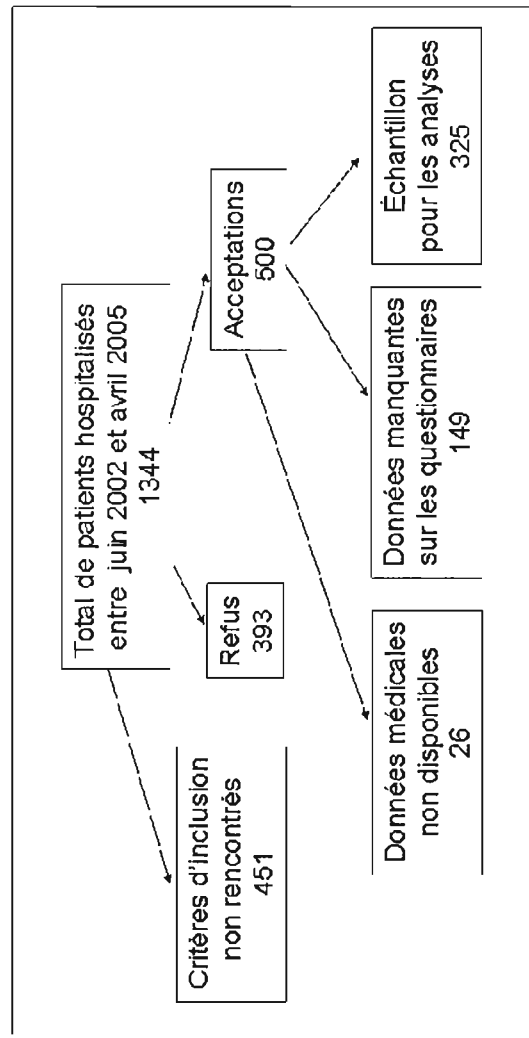 Total de patients hospitalisés
entre juin 2002 et avril 2005
1344
Critères d'inclusion
non rencontrés
451
Refus
393
Acceptations
500
Données médicales
non disponibles
26
Données manquantes
sur les questionnaires
149
Échantillon
pour les analyses
325